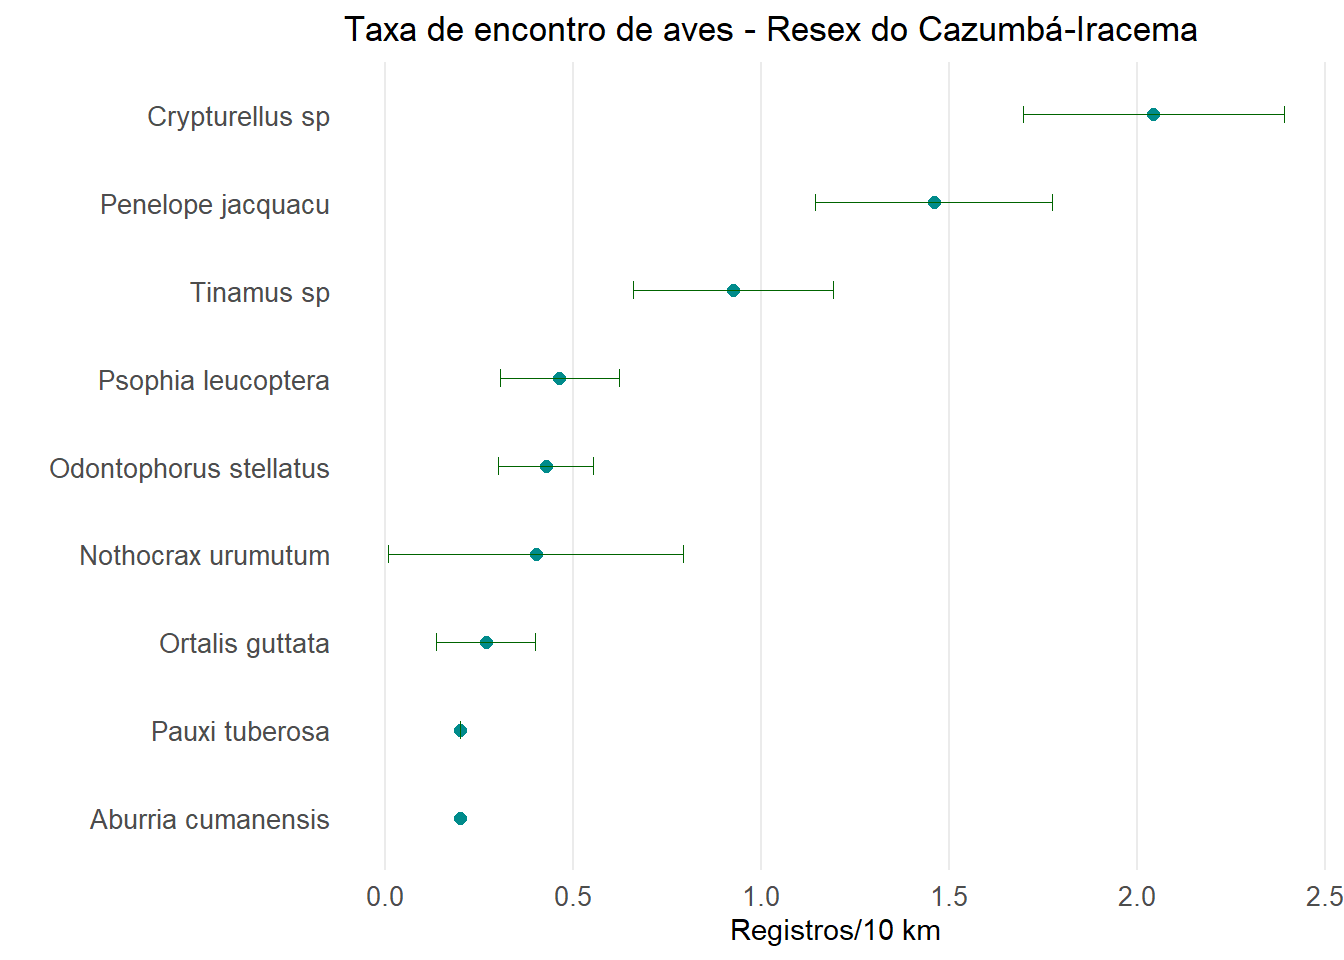 Taxa de encontro de aves - Resex do Cazumbá-Iracema
Crypturellus sp
Penelope jacquacu
Tinamus sp
Psophia leucoptera
Odontophorus stellatus
Nothocrax urumutum
Ortalis guttata
Pauxi tuberosa
Aburria cumanensis
0.0 0.5 1.0 1.5 2.0 2.5
Registros/10 km